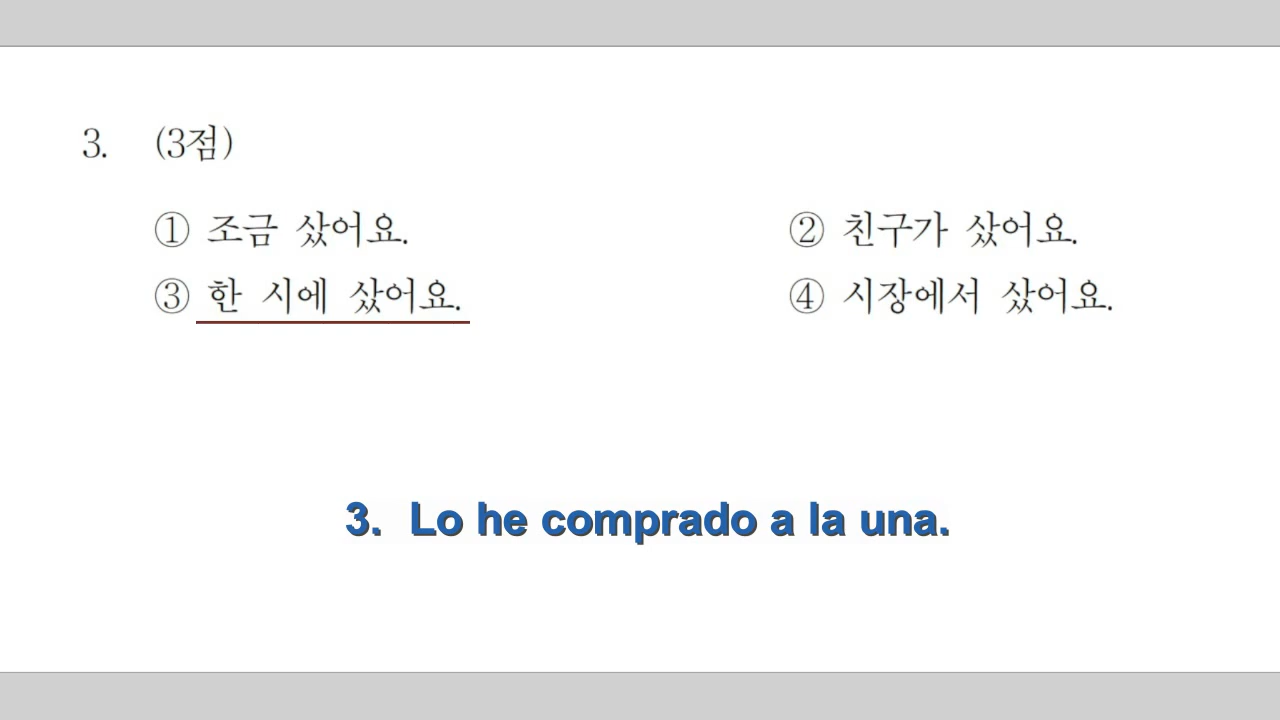 3. (3점)
① 조금 샀어요. ② 친구가 샀어요.
③ 한 시에 샀어요. ④ 시장에서 샀어요.
3. Lo he comprado a la una.